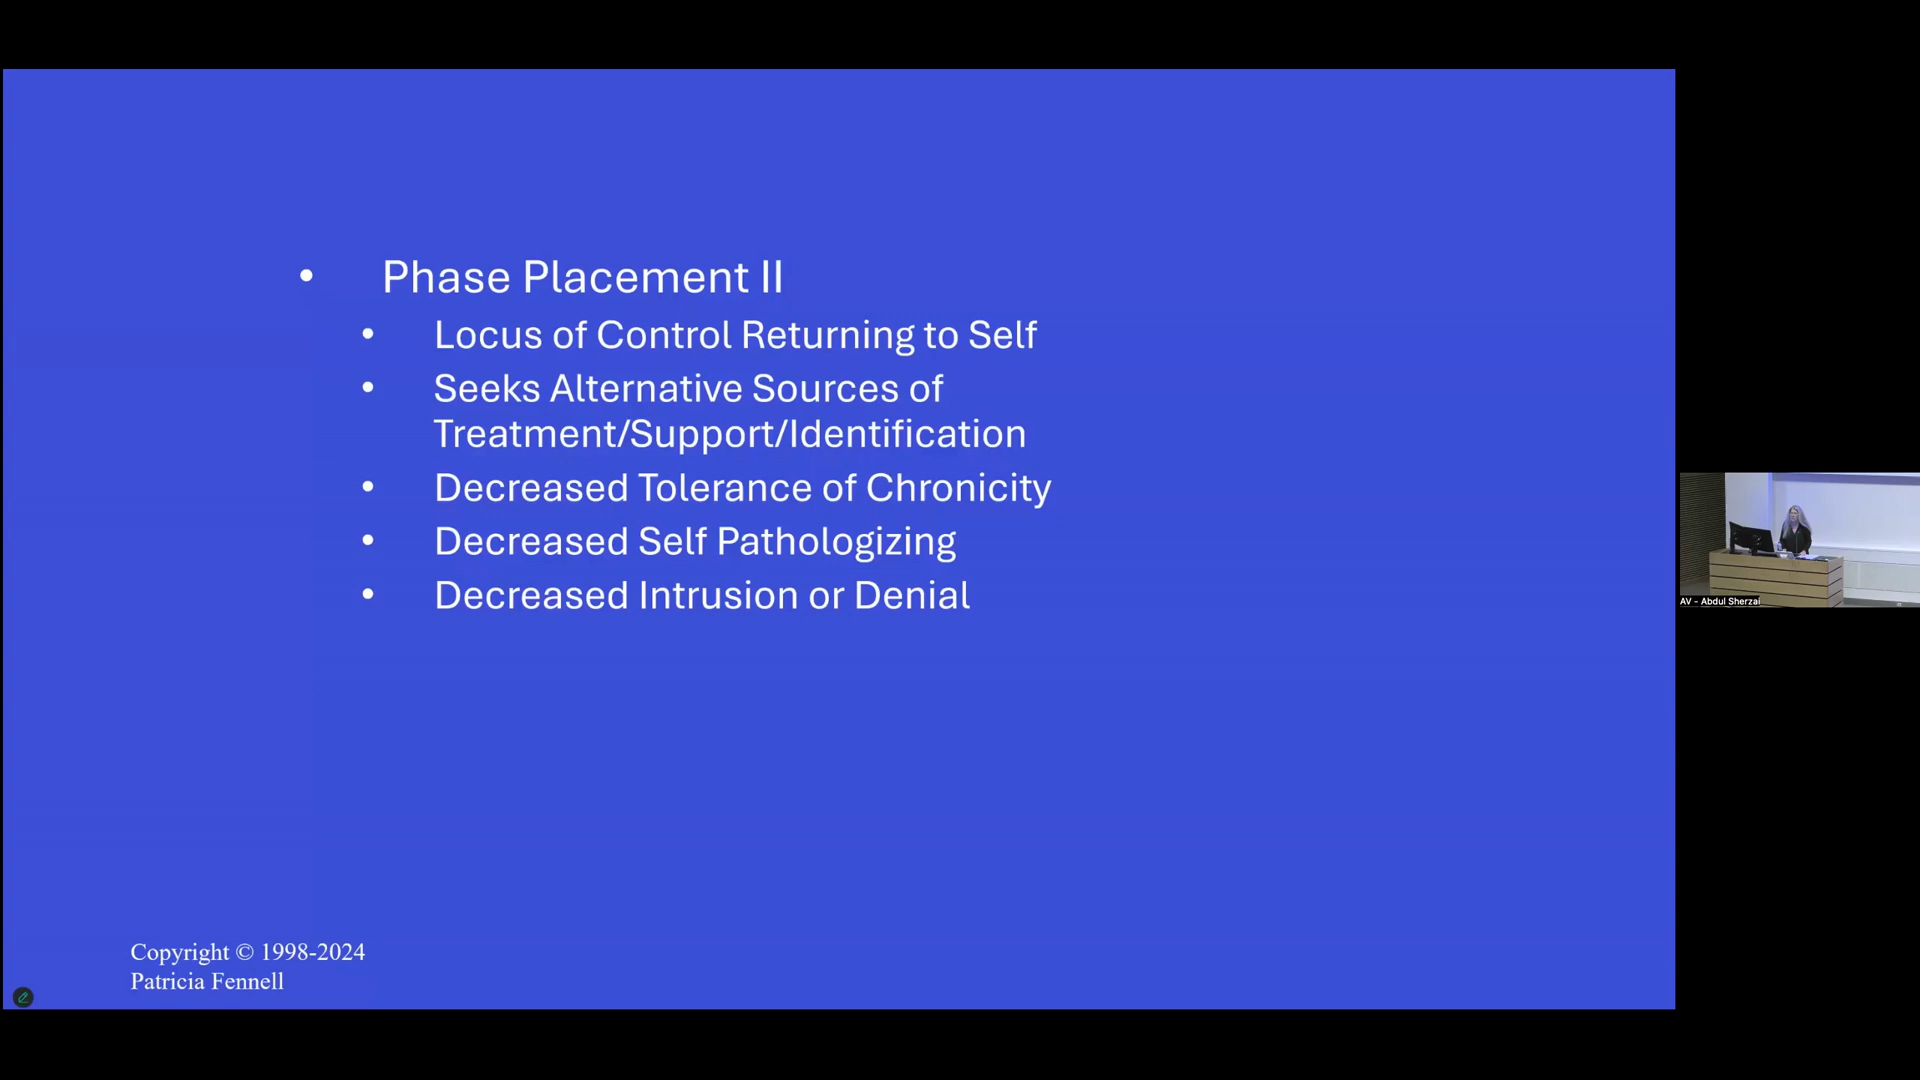 • Phase Placement II
• Locus of Control Returning to Self
• Seeks Alternative Sources of
Treatment/Support/Identification
• Decreased Tolerance of Chronicity
• Decreased Self Pathologizing
• Decreased Intrusion or Denial
AV - Abdul Sherzai
Copyright © 1998-2024
Patricia Fennell